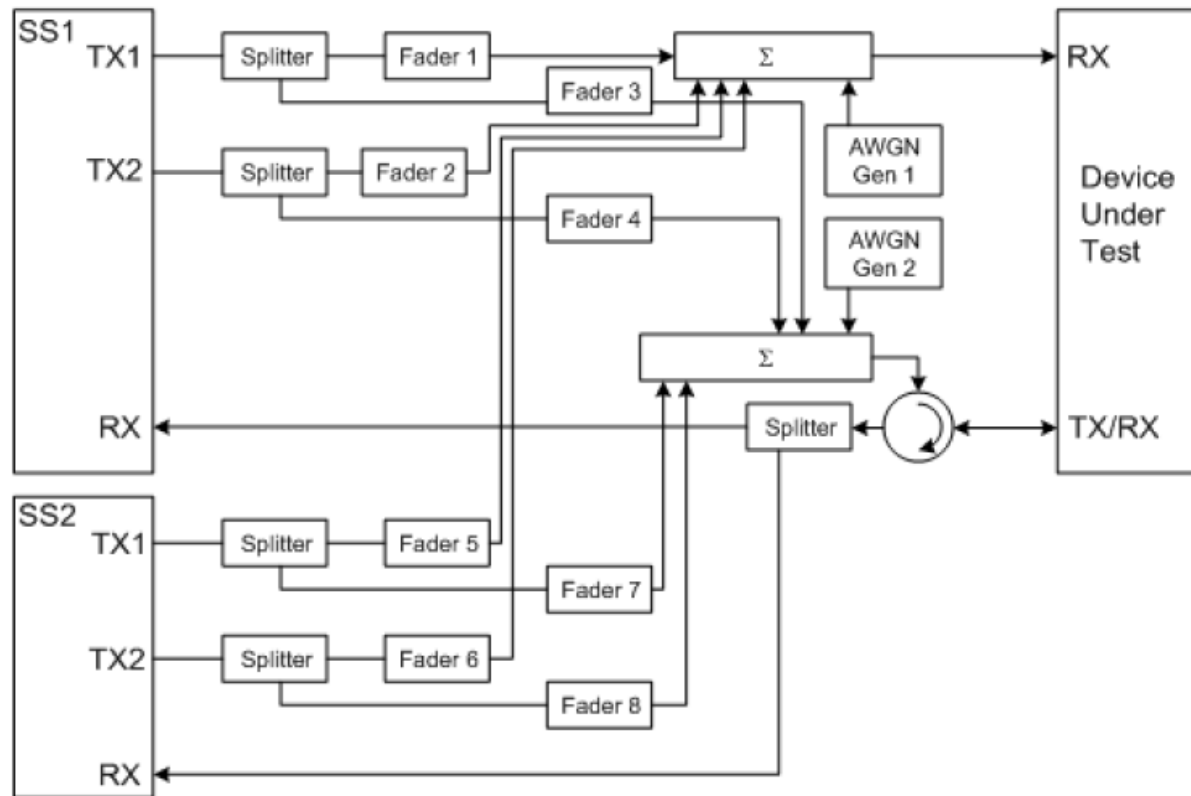 SS1
TX1
Splitter
Fader 1
Σ
RX
Fader 3
TX2
Splitter
Fader 2
AWGN
Gen 1
Device
Under
Test
Fader 4
AWGN
Gen 2
Σ
RX
Splitter
TX/RX
SS2
TX1
Splitter
Fader 5
Fader 7
TX2
Splitter
Fader 6
Fader 8
RX